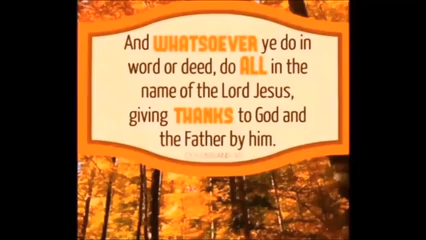 And WHATSOEVER ye do in
word or deed, do ALL in the
name of the Lord Jesus,
giving THANKS to God and
the Father by him.